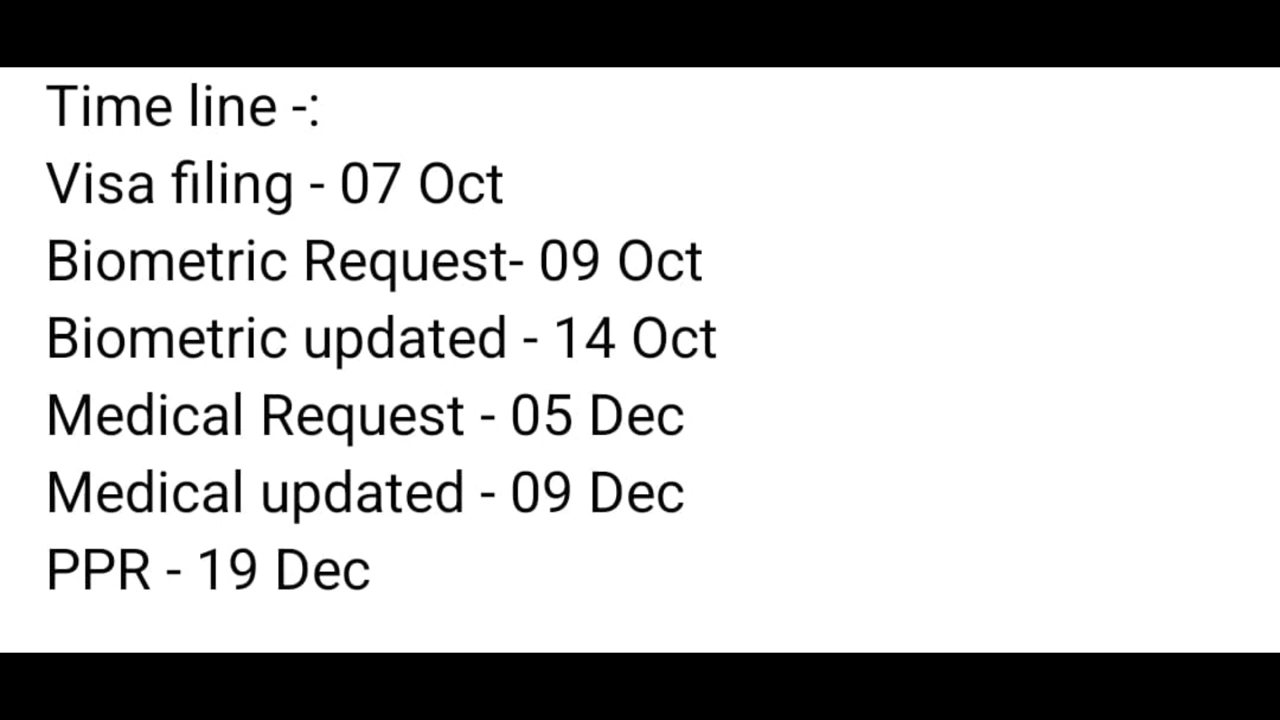 Time line -:
Visa filing - 07 Oct
Biometric Request- 09 Oct
Biometric updated - 14 Oct
Medical Request - 05 Dec
Medical updated - 09 Dec
PPR - 19 Dec